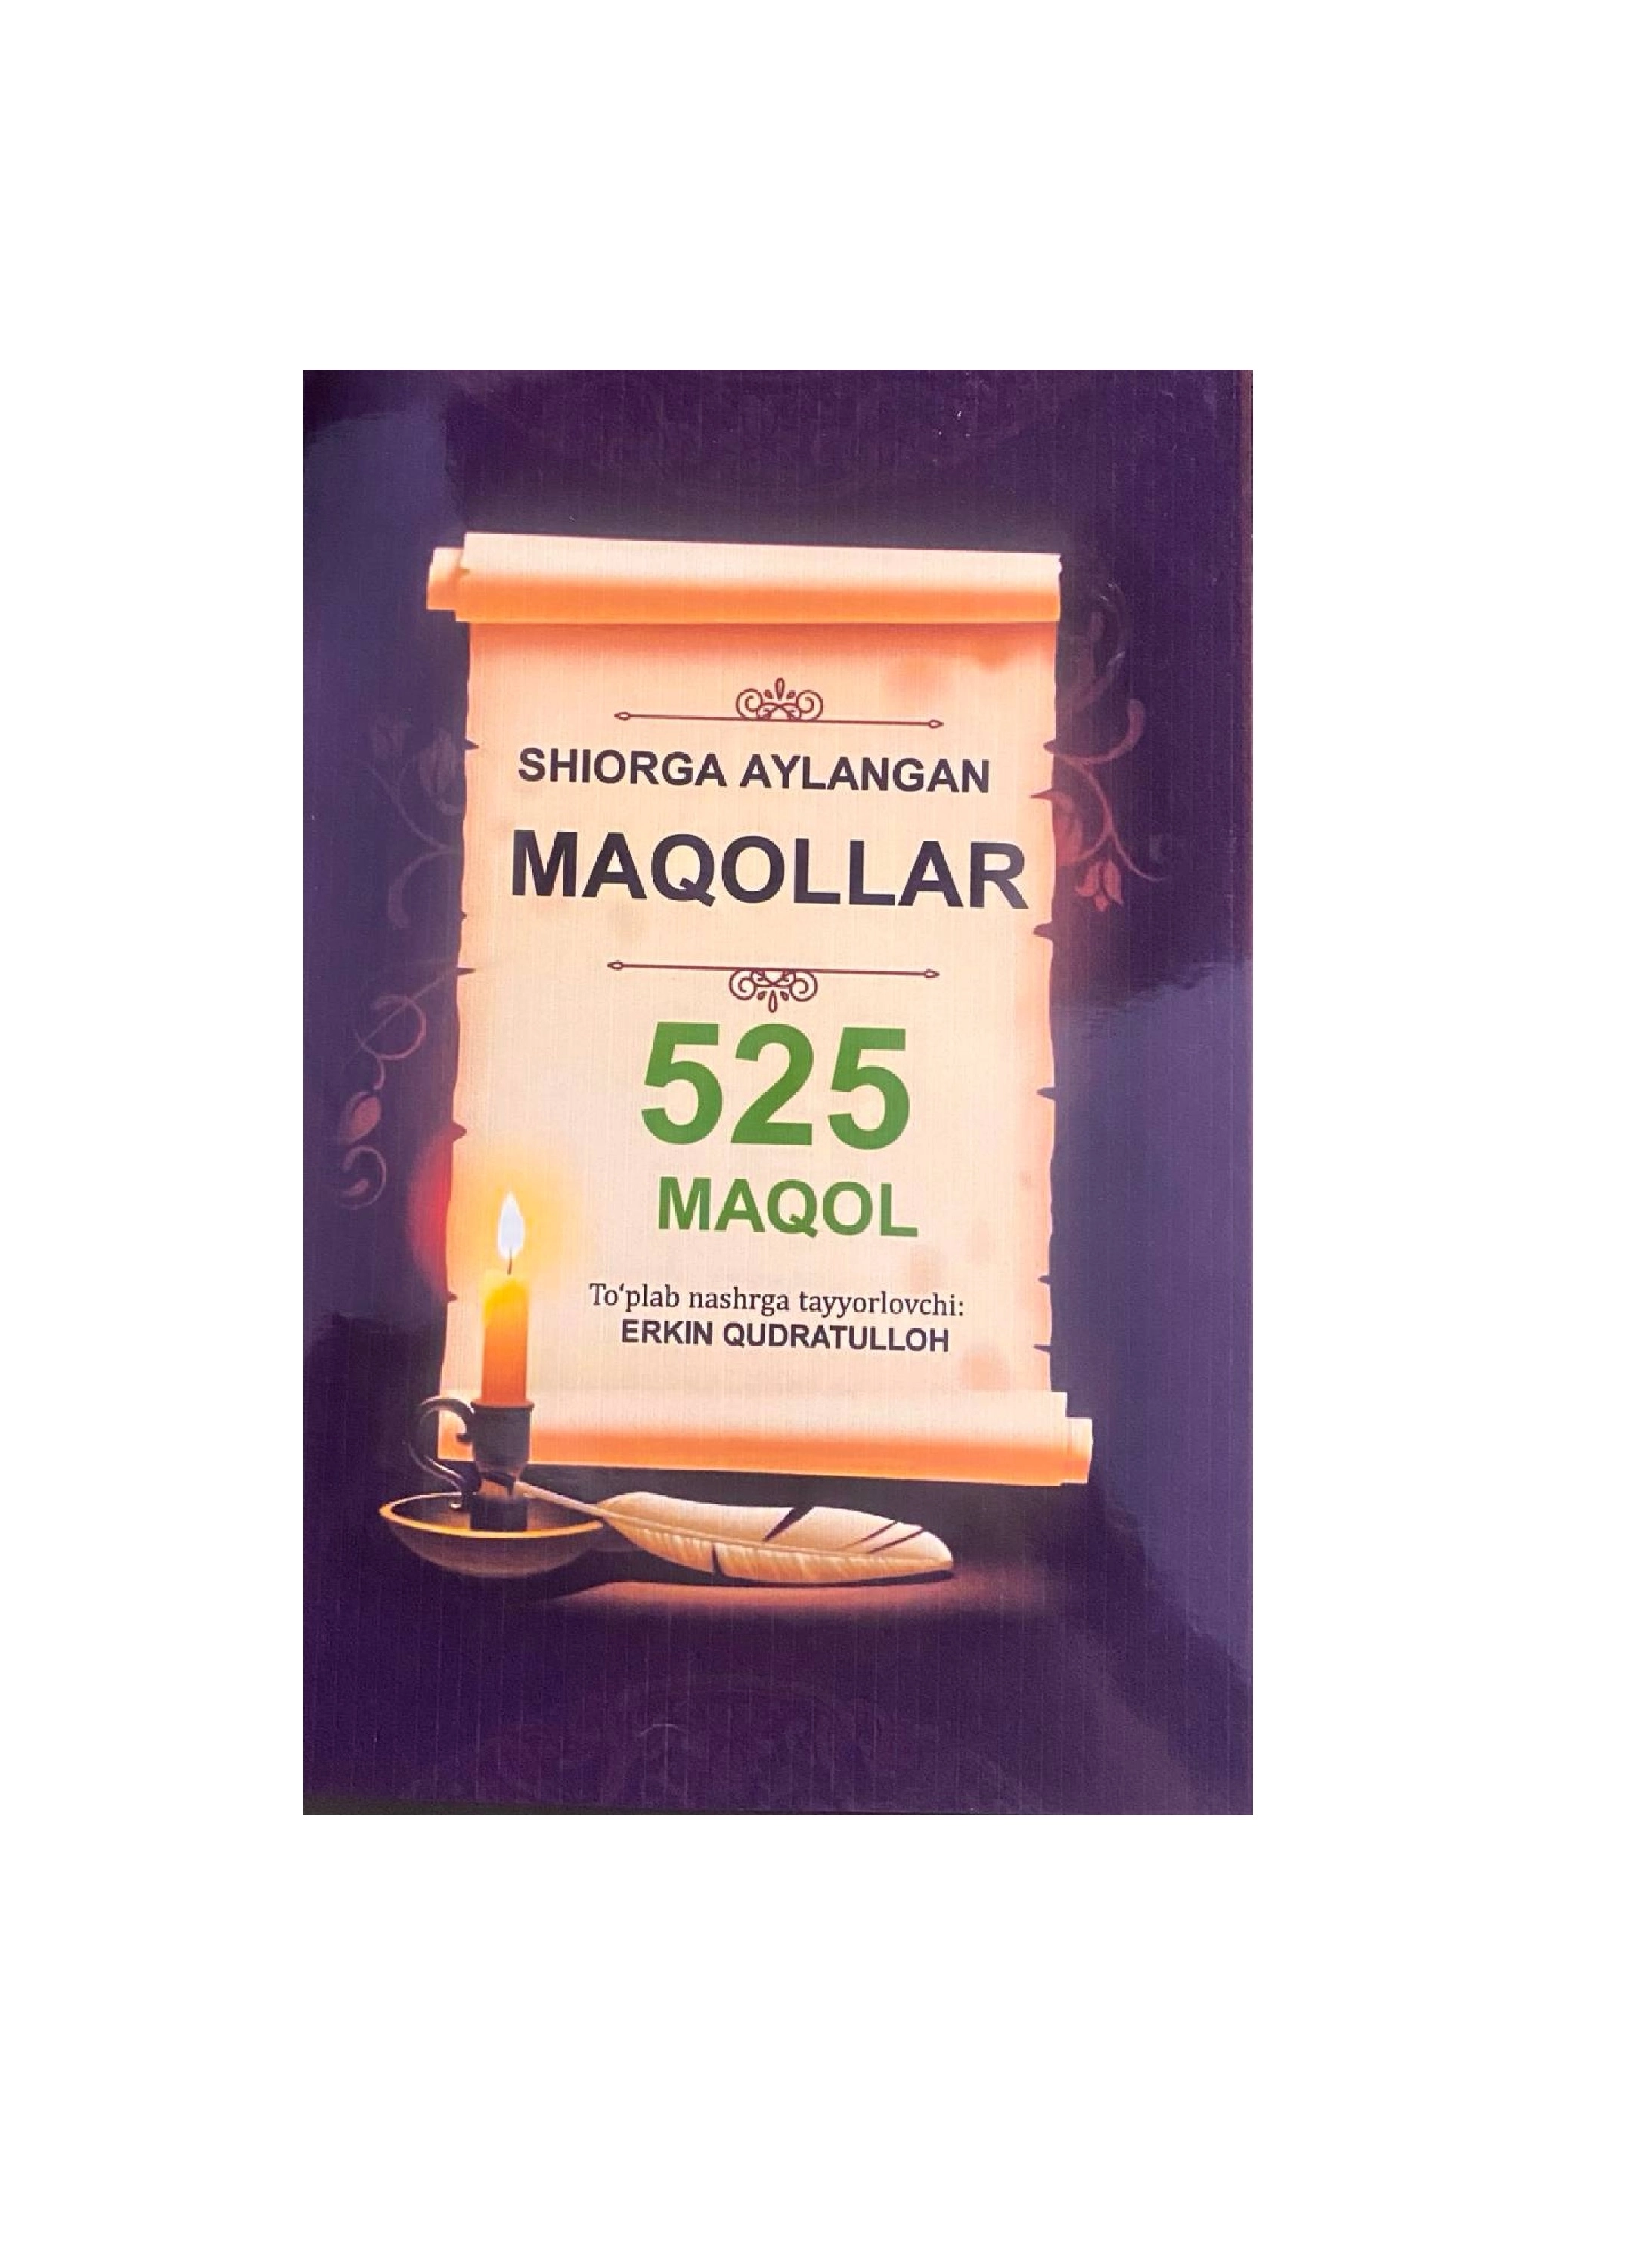 SHIORGA AYLANGAN
MAQOLLAR
525
MAQOL
To‘plab nashrga tayyorlovchi:
ERKIN QUDRATULLOH